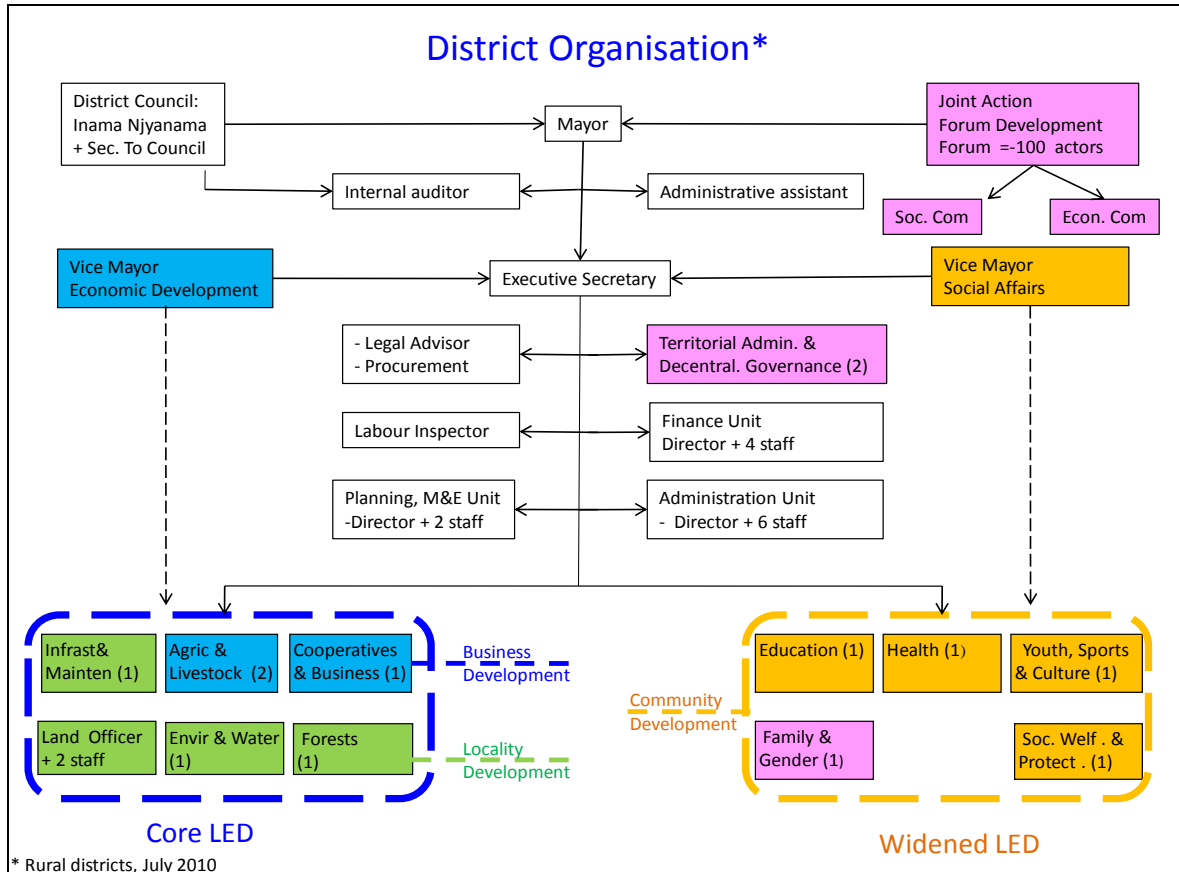 District Organisation*
District Council:
Inama Njyanama
+ Sec. To Council
Mayor
Joint Action
Forum Development
Forum =-100 actors
Internal auditor
Administrative assistant
Soc. Com
Econ. Com
Vice Mayor
Economic Development
Executive Secretary
Vice Mayor
Social Affairs
- Legal Advisor
- Procurement
Territorial Admin. &
Decentral. Governance (2)
Labour Inspector
Finance Unit
Director + 4 staff
Planning, M&E Unit
-Director + 2 staff
Administration Unit
- Director + 6 staff
Infrast&
Mainten (1)
Agric &
Livestock (2)
Cooperatives
& Business (1)
Business
Development
Land Officer
+ 2 staff
Envir & Water
(1)
Forests
(1)
Locality
Development
Core LED
Education (1)
Health (1)
Youth, Sports
& Culture (1)
Community
Development
Family &
Gender (1)
Soc. Welf . &
Protect . (1)
Widened LED
* Rural districts, July 2010